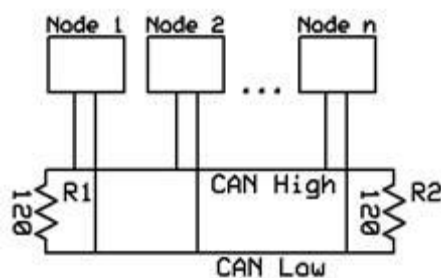 Node 1 Node 2 Node n
...
CAN High
R1 R2
120 120
CAN Low